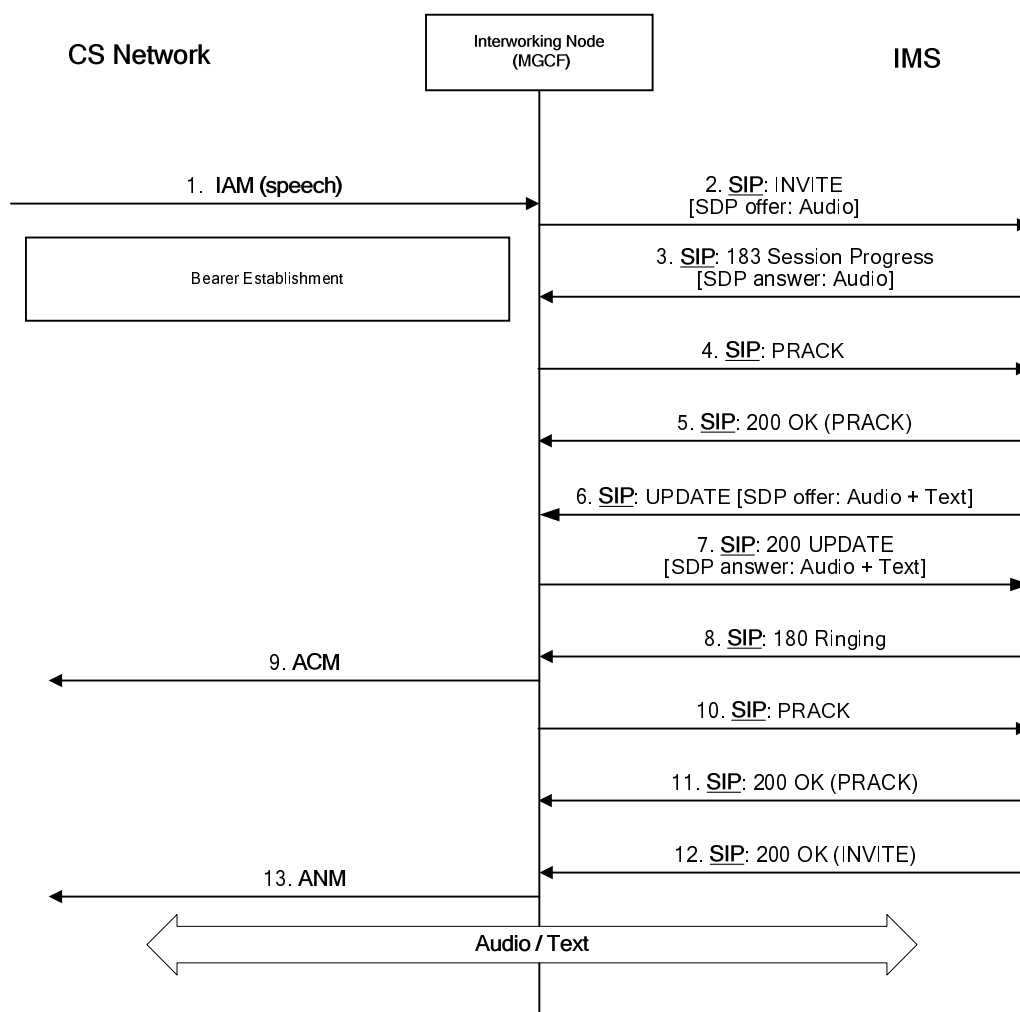 CS Network
Interworking Node
(MGCF)
IMS
1. IAM (speech)
2. SIP: INVITE
[SDP offer: Audio]
Bearer Establishment
3. SIP: 183 Session Progress
[SDP answer: Audio]
4. SIP: PRACK
5. SIP: 200 OK (PRACK)
6. SIP: UPDATE [SDP offer: Audio + Text]
7. SIP: 200 UPDATE
[SDP answer: Audio + Text]
8. SIP: 180 Ringing
9. ACM
10. SIP: PRACK
11. SIP: 200 OK (PRACK)
12. SIP: 200 OK (INVITE)
13. ANM
Audio / Text